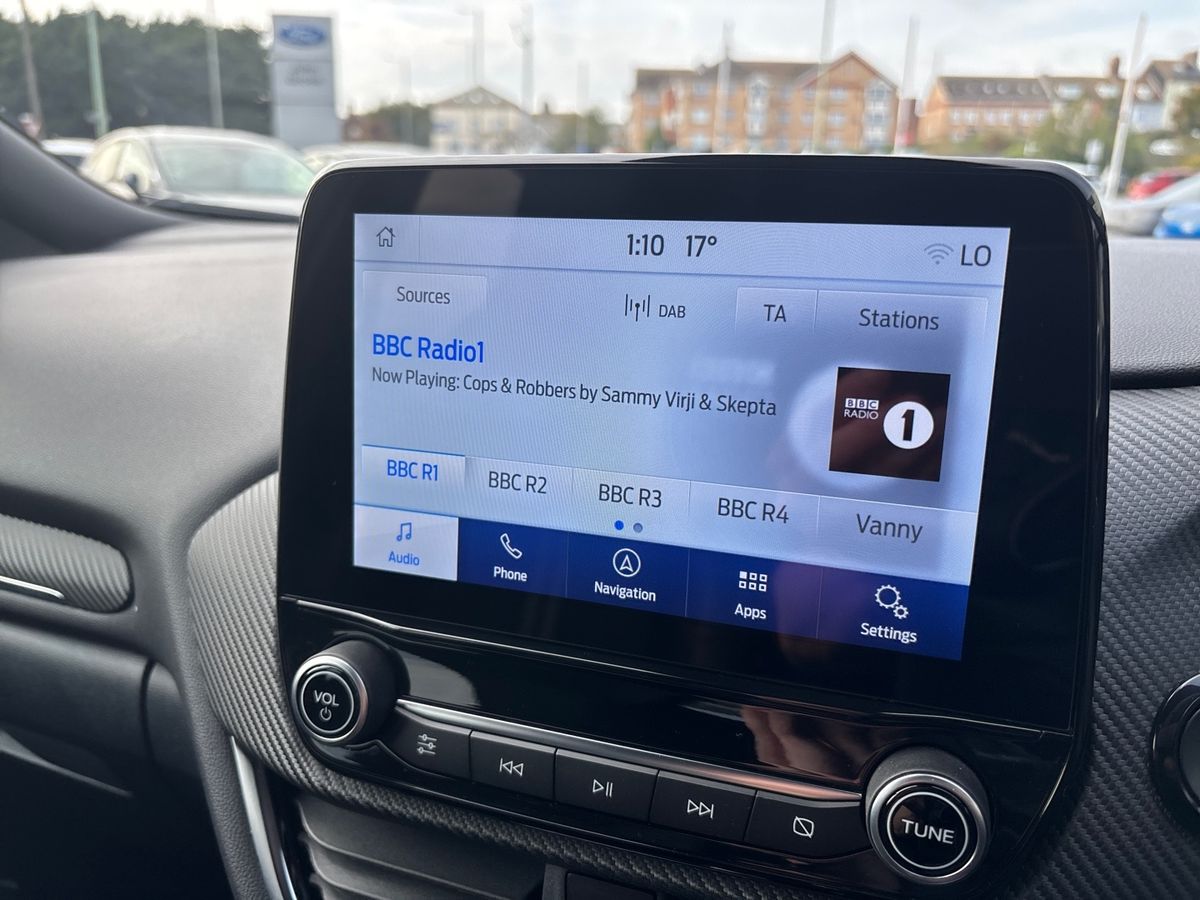 Ford
1:10 17° LO
Sources DAB TA Stations
BBC Radio1
Now Playing: Cops & Robbers by Sammy Virji & Skepta
BBC
RADIO
1
BBC R1 BBC R2 BBC R3 BBC R4 Vanny
Audio Phone Navigation Apps Settings
VOL
TUNE